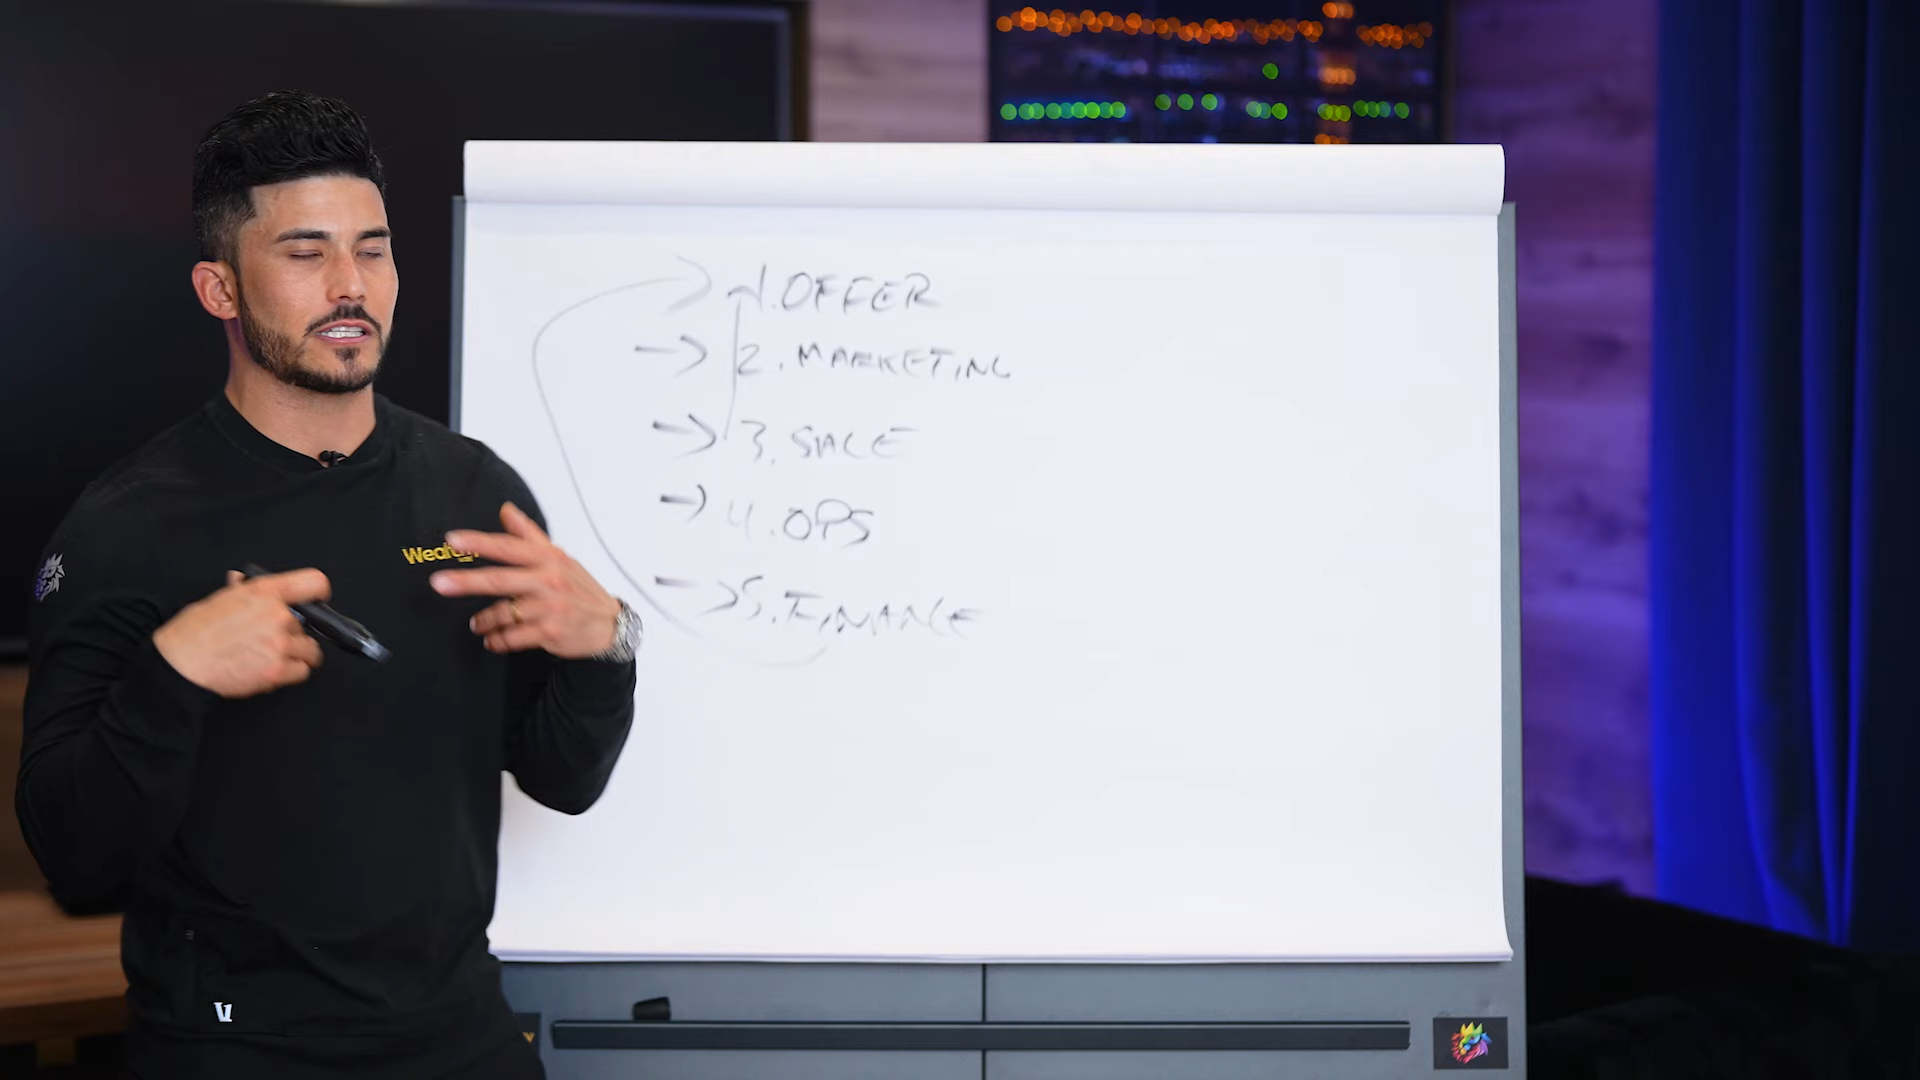 1. OFFER
→ 2. MARKETING
→ 3. SALE
→ 4. OPS
→ 5. FINANCE